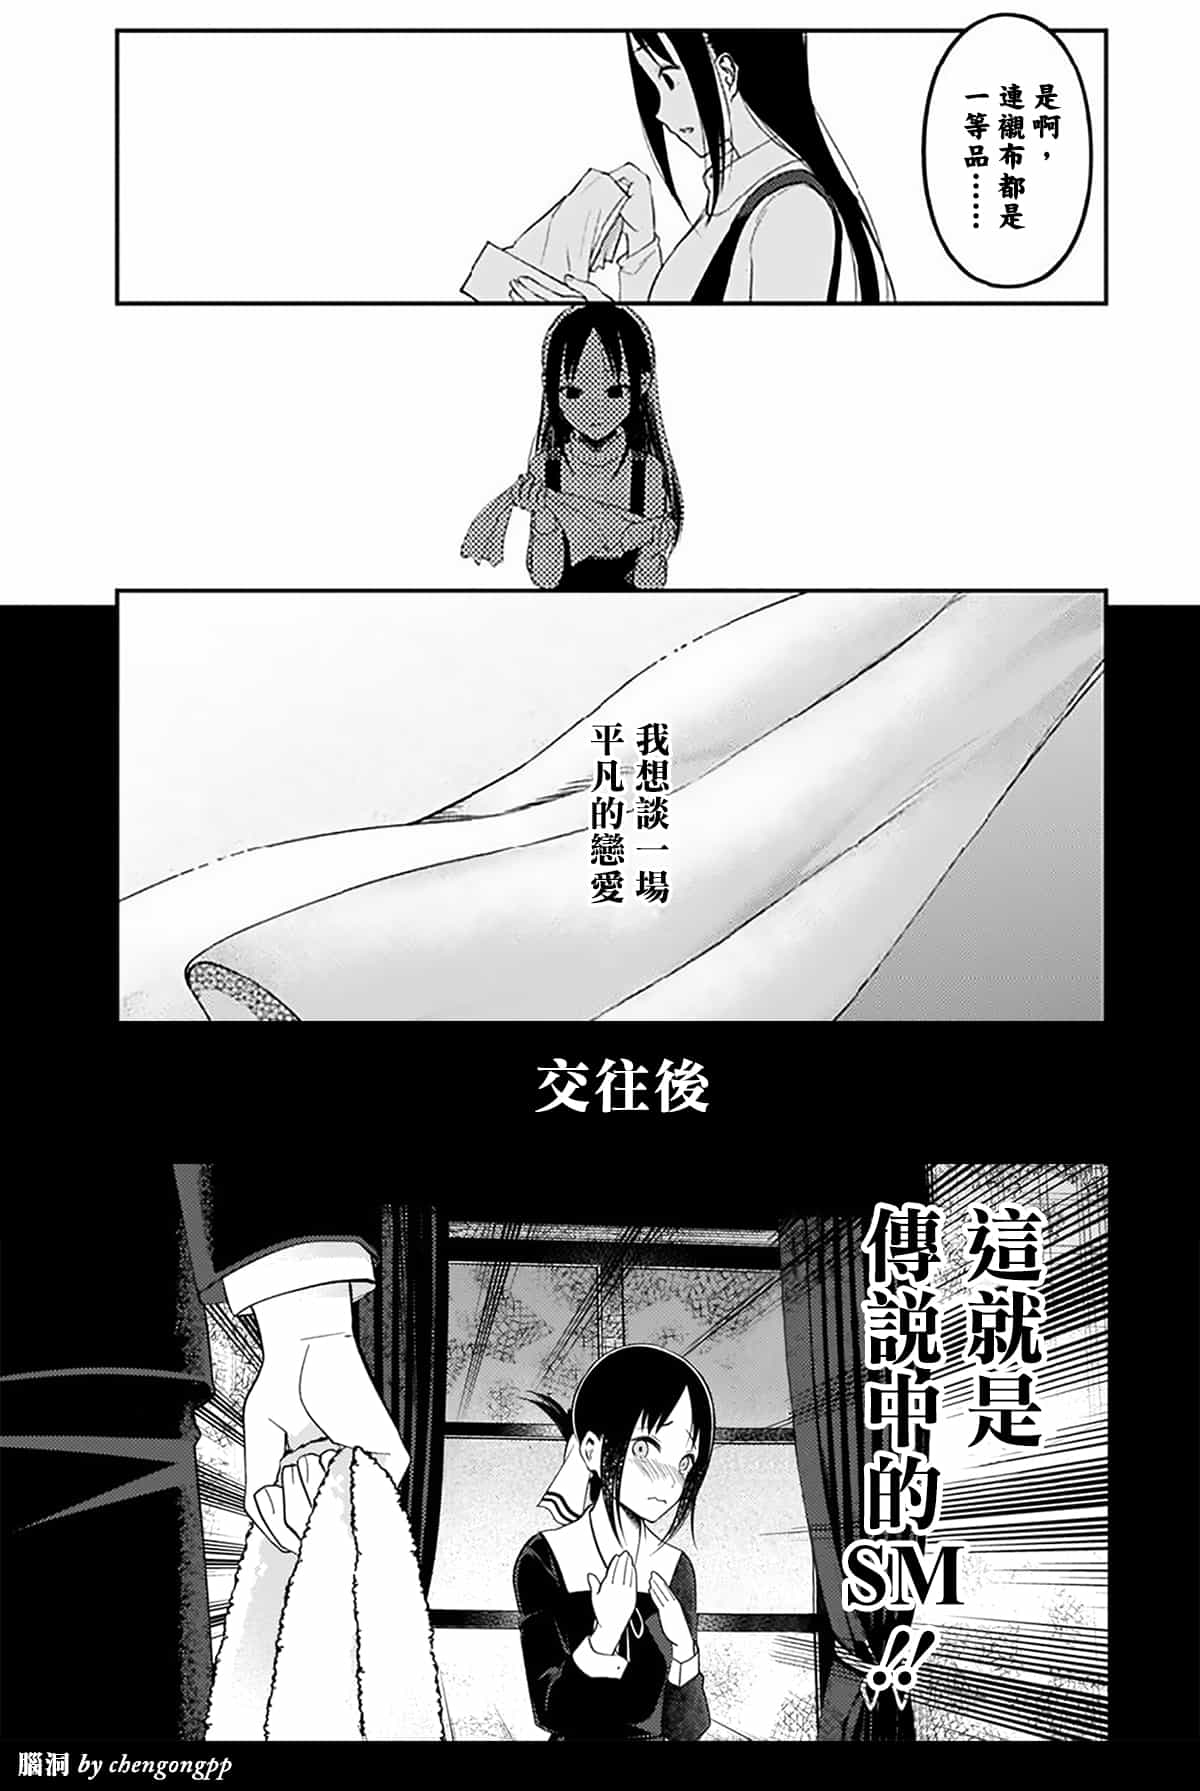 是啊，
連襯布都是
一等品……
我想談一場
平凡的戀愛
交往後
這就是
傳說中的
SM!!
腦洞 by chengongpp